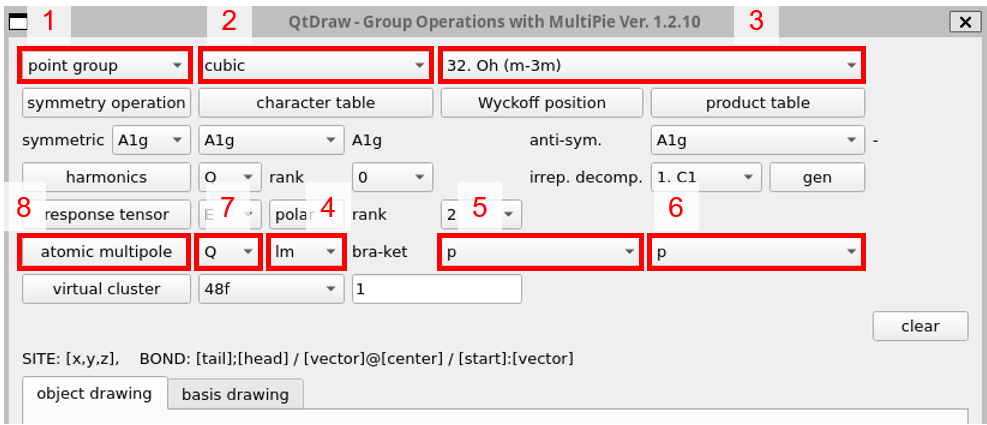 1 2 3
QtDraw - Group Operations with MultiPie Ver. 1.2.10
point group cubic 32. Oh (m-3m)
symmetry operation character table Wyckoff position product table
symmetric A1g A1g A1g anti-sym. A1g -
harmonics Q rank 0 irrep. decomp. 1. C1 gen
8 7 4 5 6
response tensor E polar rank 2
atomic multipole Q lm bra-ket p p
virtual cluster 48f 1
clear
SITE: [x,y,z], BOND: [tail];[head] / [vector]@[center] / [start]:[vector]
object drawing basis drawing